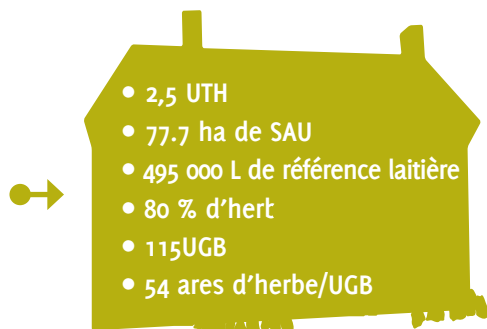 • 2,5 UTH
• 77.7 ha de SAU
• 495 000 L de référence laitière
• 80 % d'hert
• 115UGB
• 54 ares d'herbe/UGB